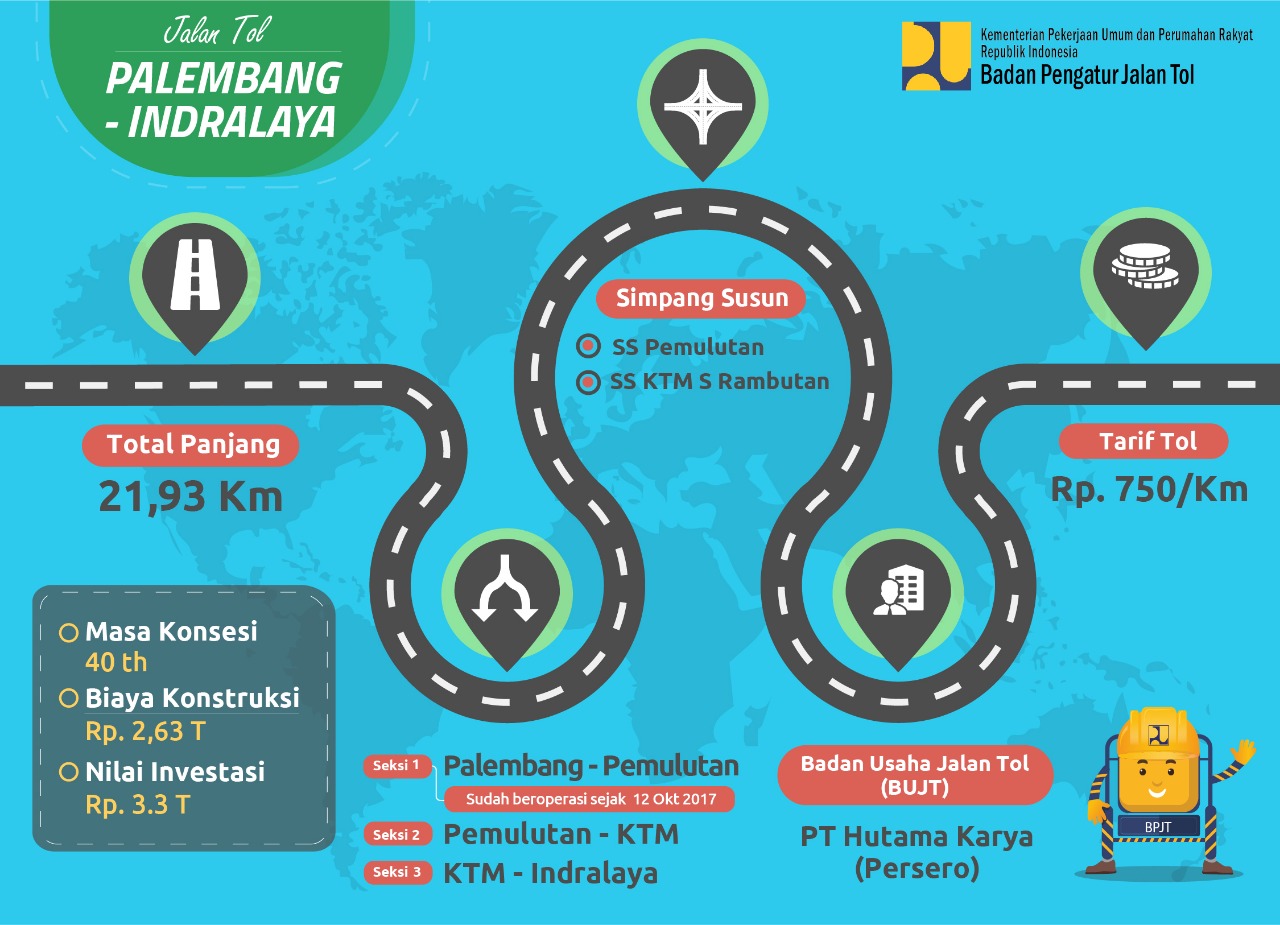 Jalan Tol
PALEMBANG
- INDRALAYA
Kementerian Pekerjaan Umum dan Perumahan Rakyat
Republik Indonesia
Badan Pengatur Jalan Tol
Total Panjang
21,93 Km
Simpang Susun
SS Pemulutan
SS KTM S Rambutan
Tarif Tol
Rp. 750/Km
Masa Konsesi
40 th
Biaya Konstruksi
Rp. 2,63 T
Nilai Investasi
Rp. 3.3 T
Seksi 1 Palembang - Pemulutan
Sudah beroperasi sejak 12 Okt 2017
Seksi 2 Pemulutan - KTM
Seksi 3 KTM - Indralaya
Badan Usaha Jalan Tol
(BUJT)
PT Hutama Karya
(Persero)
BPJT